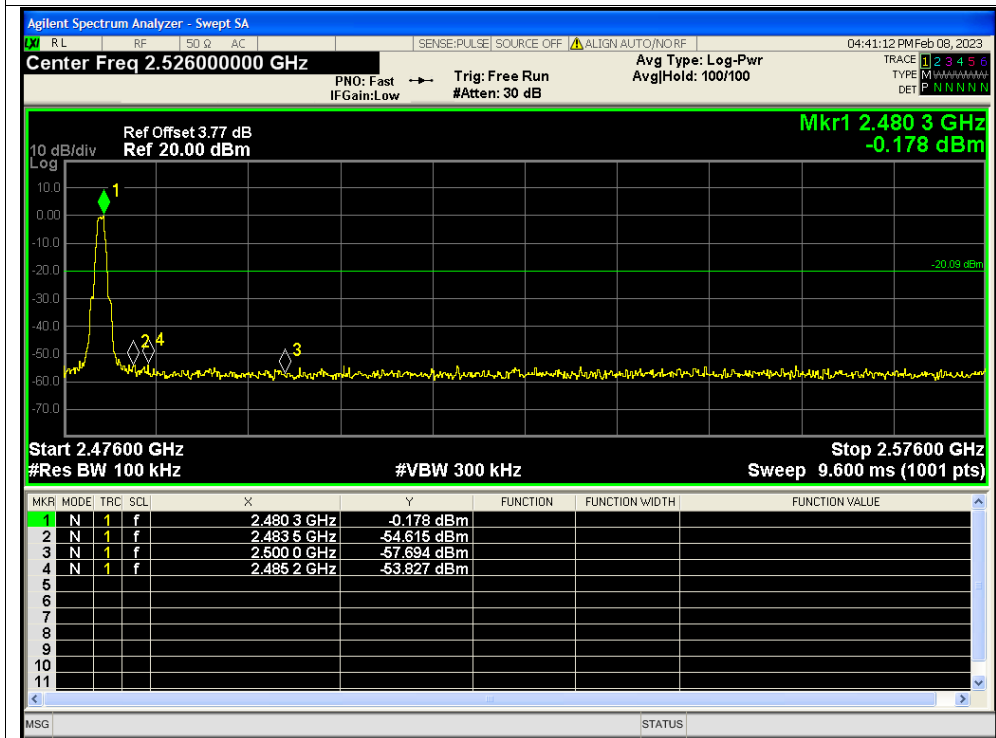 Agilent Spectrum Analyzer - Swept SA
LXI RL RF 50 Ω AC SENSE:PULSE SOURCE OFF ALIGN AUTO/NORF 04:41:12 PM Feb 08, 2023
Center Freq 2.526000000 GHz
PNO: Fast
IFGain:Low
Trig: Free Run
#Atten: 30 dB
Avg Type: Log-Pwr
Avg|Hold: 100/100
TRACE 1 2 3 4 5 6
TYPE M
DET P N N N N N
Mkr1 2.480 3 GHz
-0.178 dBm
Ref Offset 3.77 dB
10 dB/div Ref 20.00 dBm
Log
10.0
0.00
-10.0
-20.0
-30.0
-40.0
-50.0
-60.0
-70.0
1
2 4
3
-20.09 dBm
Start 2.47600 GHz Stop 2.57600 GHz
#Res BW 100 kHz #VBW 300 kHz Sweep 9.600 ms (1001 pts)
MKR MODE TRC SCL X Y FUNCTION FUNCTION WIDTH FUNCTION VALUE
1 N 1 f 2.480 3 GHz -0.178 dBm
2 N 1 f 2.483 5 GHz -54.615 dBm
3 N 1 f 2.500 0 GHz -57.694 dBm
4 N 1 f 2.485 2 GHz -53.827 dBm
5
6
7
8
9
10
11
MSG STATUS